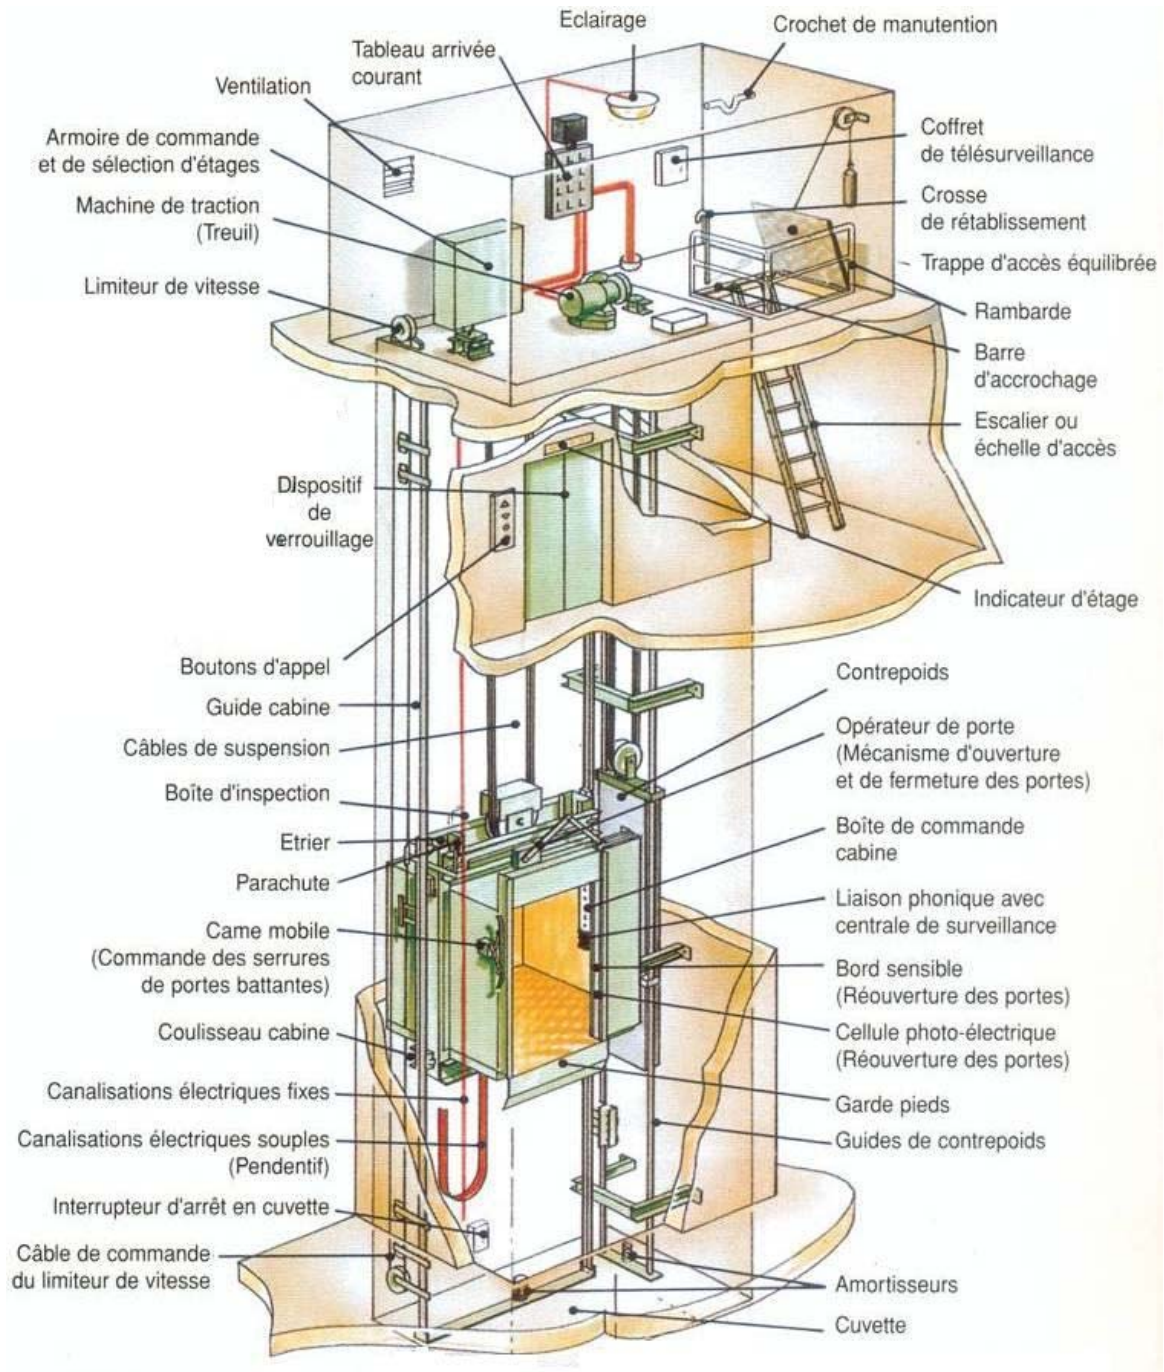 Eclairage
Crochet de manutention
Tableau arrivée
courant
Ventilation
Armoire de commande
et de sélection d'étages
Machine de traction
(Treuil)
Limiteur de vitesse
Coffret
de télésurveillance
Crosse
de rétablissement
Trappe d'accès équilibrée
Rambarde
Barre
d'accrochage
Escalier ou
échelle d'accès
Dispositif
de
verrouillage
Indicateur d'étage
Boutons d'appel
Guide cabine
Câbles de suspension
Boîte d'inspection
Etrier
Parachute
Came mobile
(Commande des serrures
de portes battantes)
Coulisseau cabine
Canalisations électriques fixes
Canalisations électriques souples
(Pendentif)
Interrupteur d'arrêt en cuvette
Câble de commande
du limiteur de vitesse
Contrepoids
Opérateur de porte
(Mécanisme d'ouverture
et de fermeture des portes)
Boîte de commande
cabine
Liaison phonique avec
centrale de surveillance
Bord sensible
(Réouverture des portes)
Cellule photo-électrique
(Réouverture des portes)
Garde pieds
Guides de contrepoids
Amortisseurs
Cuvette